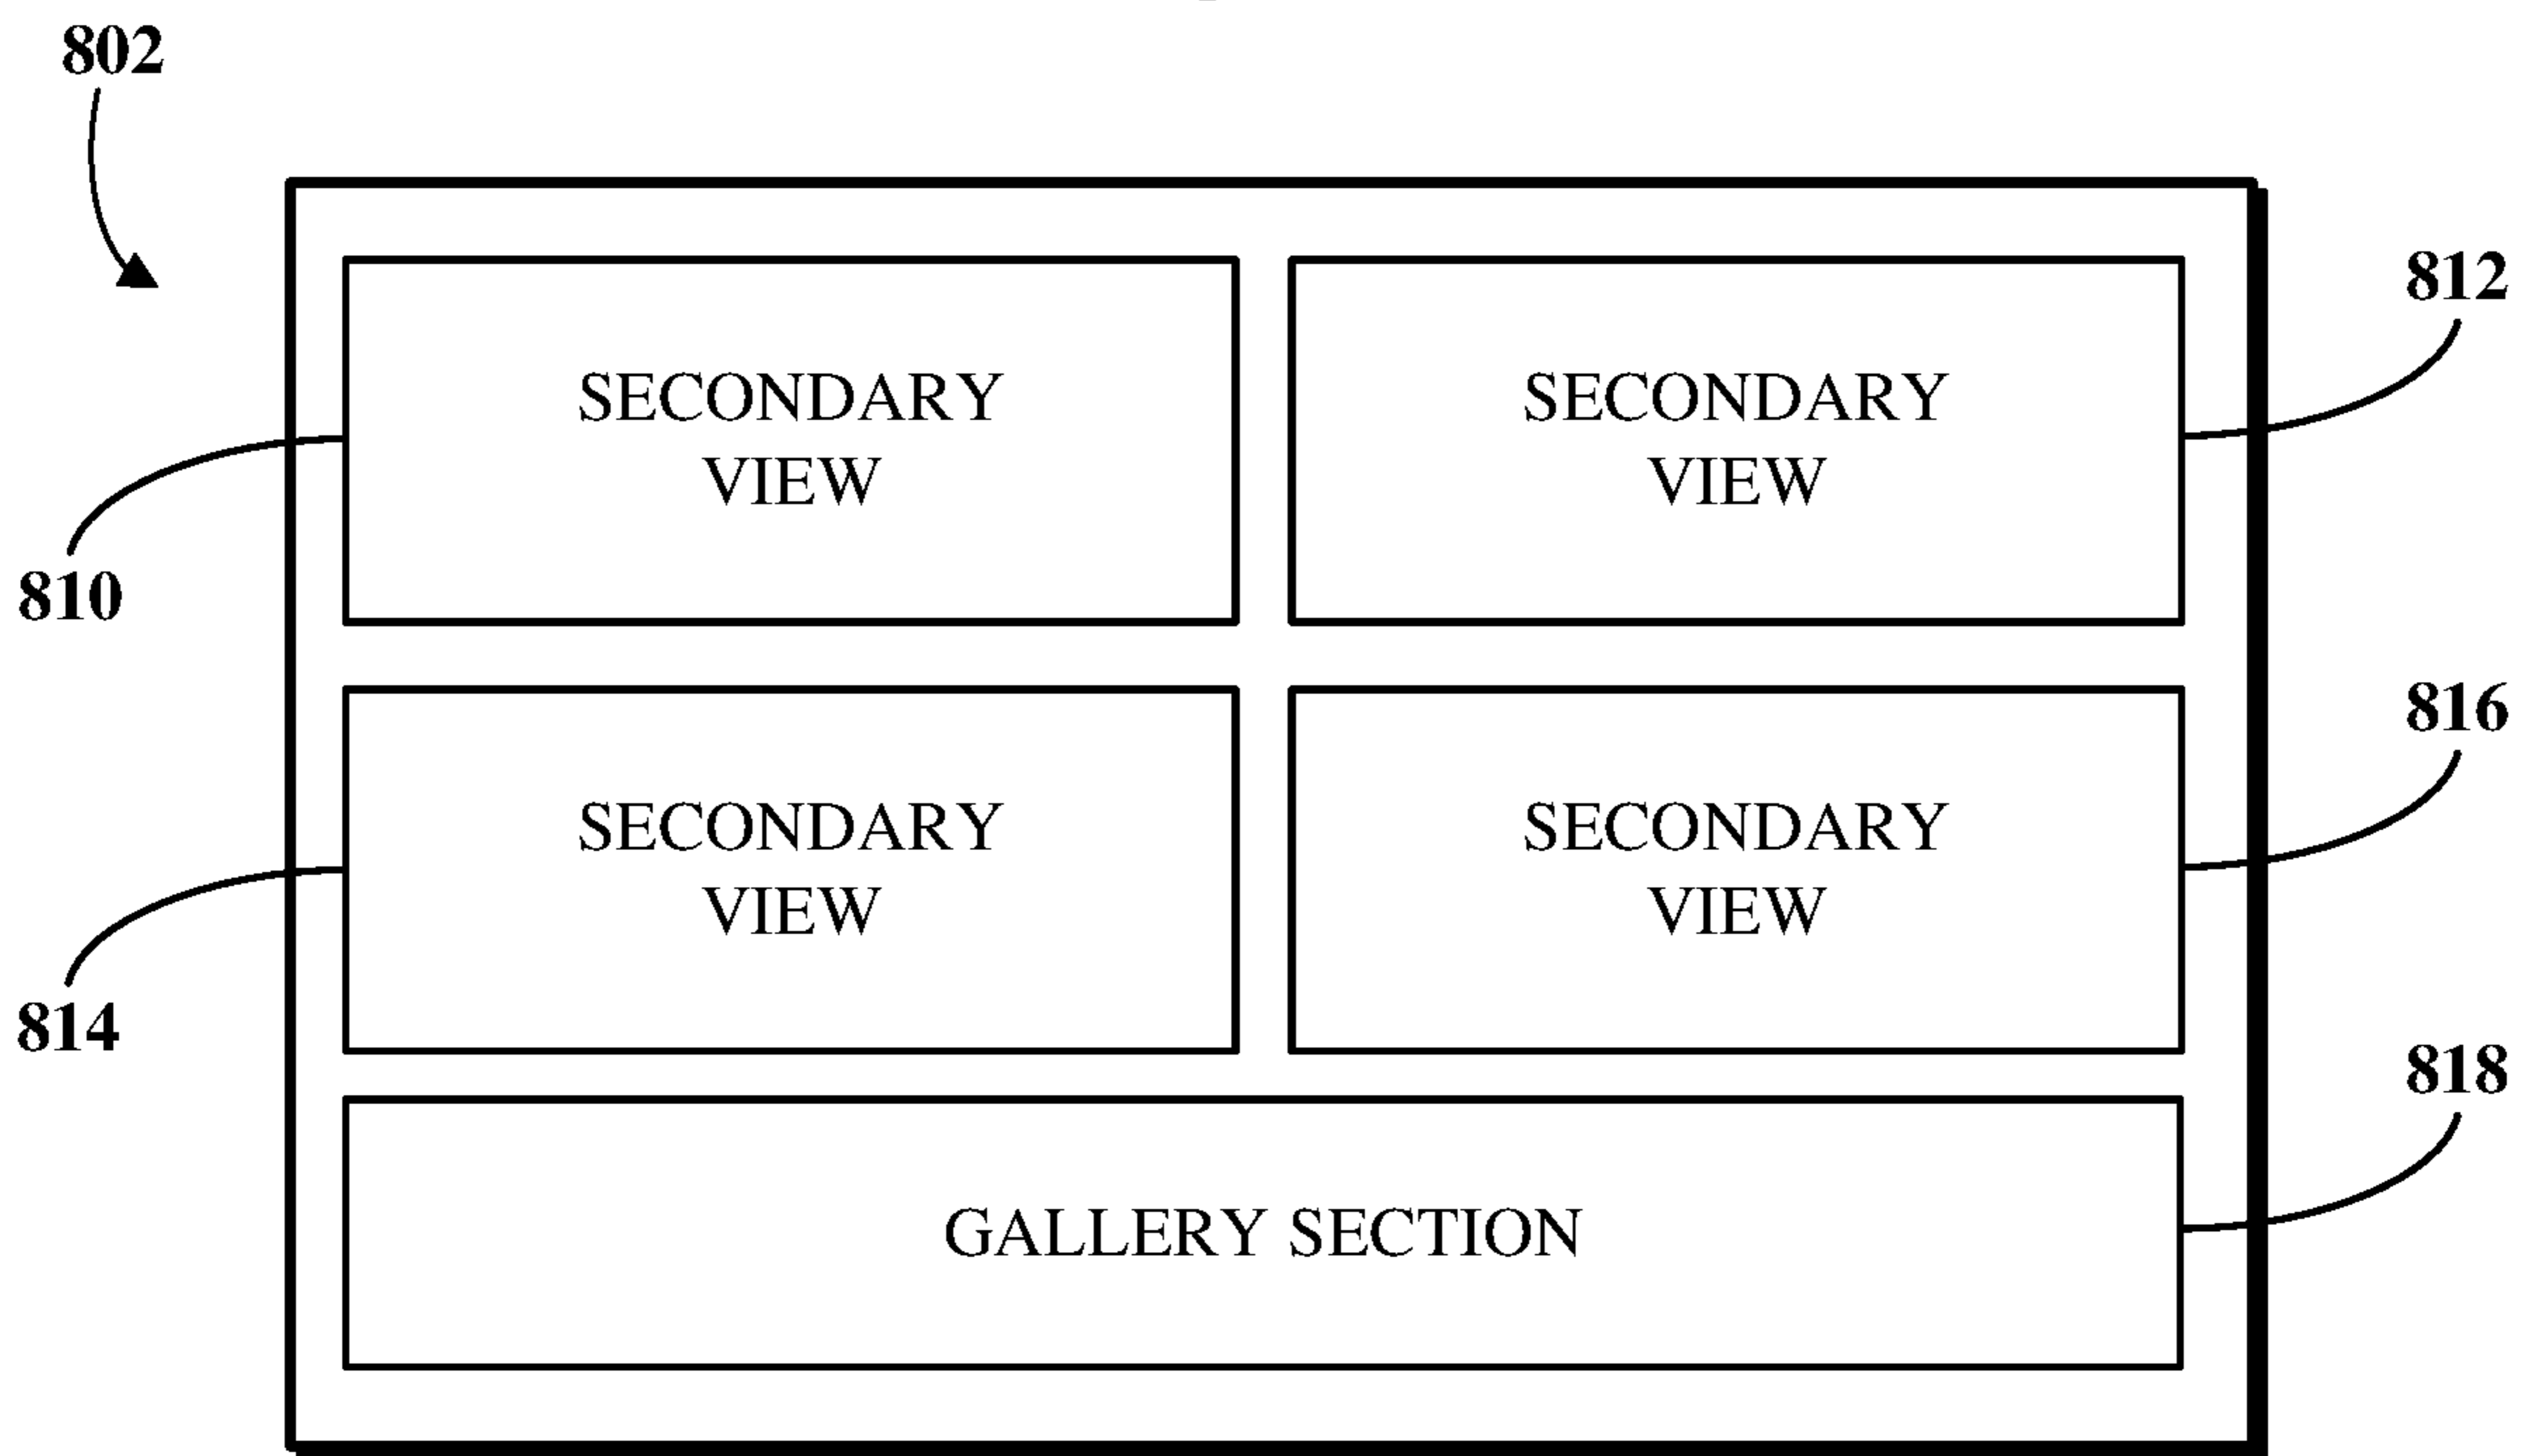 802
812
SECONDARY
VIEW
SECONDARY
VIEW
810
816
SECONDARY
VIEW
SECONDARY
VIEW
814
818
GALLERY SECTION